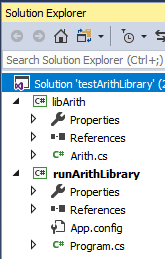 Solution Explorer
Search Solution Explorer (Ctrl+;)
Solution 'testArithLibrary' (2
C# libArith
Properties
References
C# Arith.cs
C# runArithLibrary
Properties
References
App.config
C# Program.cs